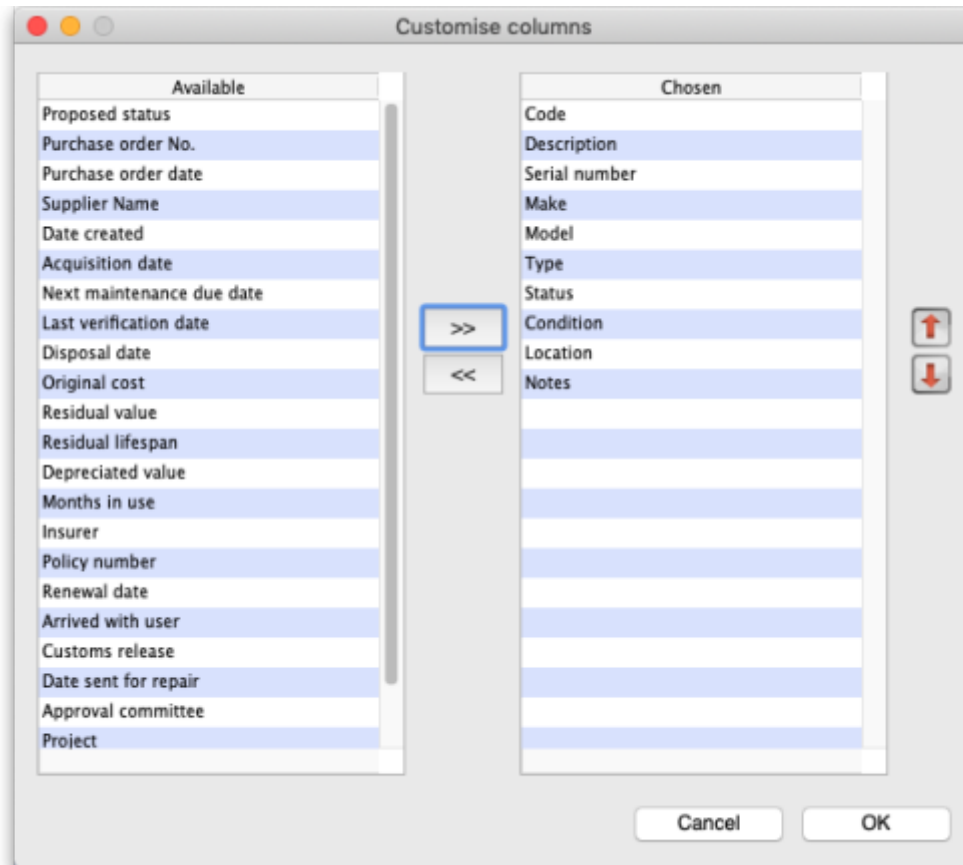 Customise columns
Available
Proposed status
Purchase order No.
Purchase order date
Supplier Name
Date created
Acquisition date
Next maintenance due date
Last verification date
Disposal date
Original cost
Residual value
Residual lifespan
Depreciated value
Months in use
Insurer
Policy number
Renewal date
Arrived with user
Customs release
Date sent for repair
Approval committee
Project
>>
<<
Chosen
Code
Description
Serial number
Make
Model
Type
Status
Condition
Location
Notes
Cancel
OK